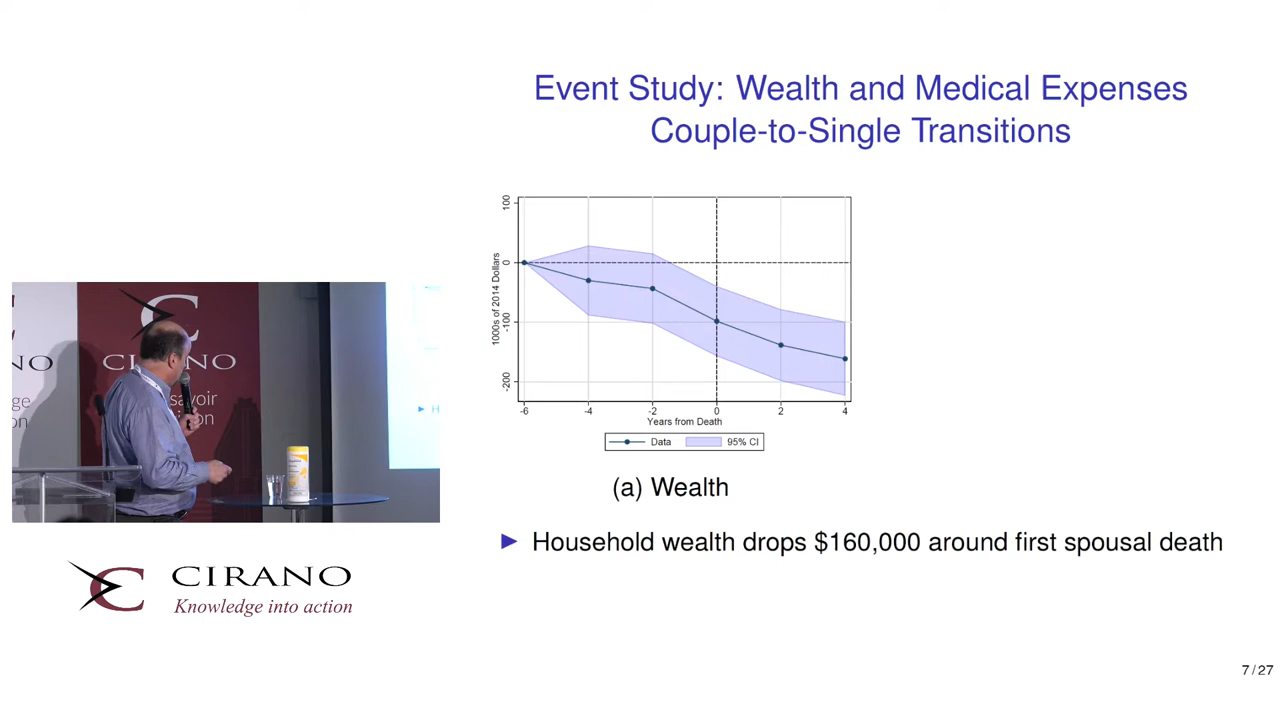 Event Study: Wealth and Medical Expenses
Couple-to-Single Transitions
1000s of 2014 Dollars
100
0
-100
-200
-6 -4 -2 0 2 4
Years from Death
Data 95% CI
(a) Wealth
► Household wealth drops $160,000 around first spousal death
CIRANO
savoir
CIRANO
Knowledge into action
7 / 27